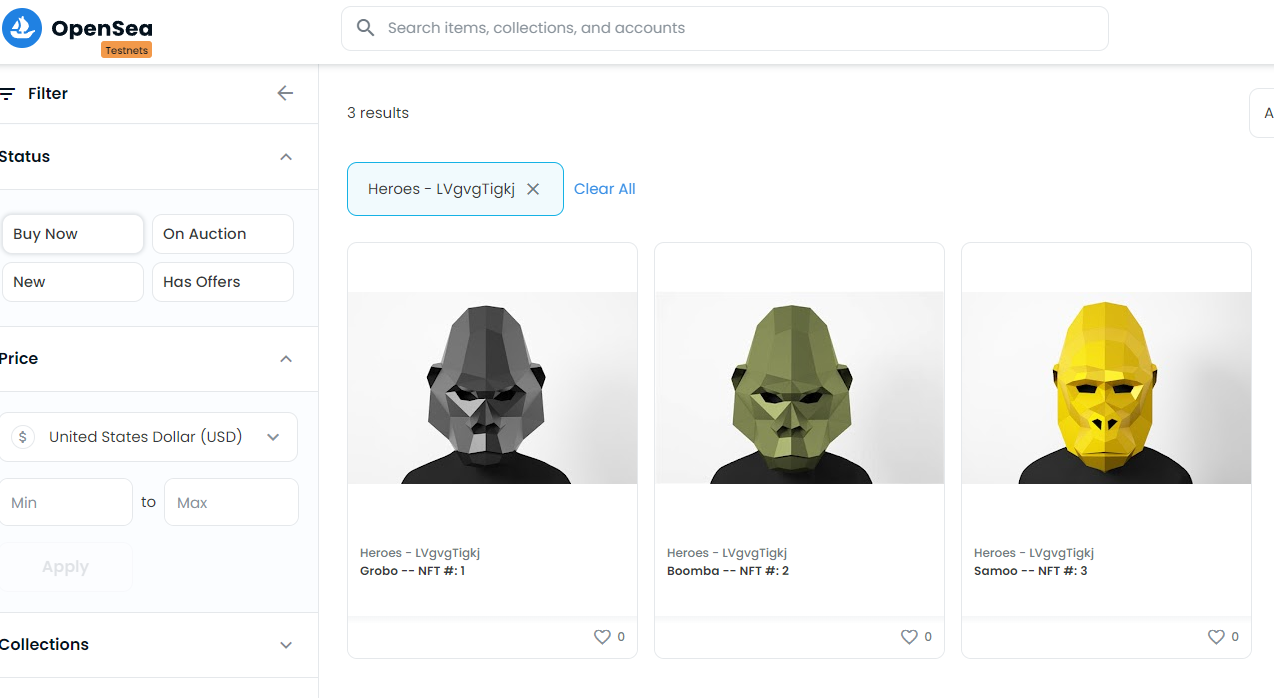 OpenSea
Testnets
Search items, collections, and accounts
Filter
3 results
A
Status
Heroes - LVgvgTigkj
Clear All
Buy Now
On Auction
New
Has Offers
Price
$ United States Dollar (USD)
Min to Max
Apply
Collections
Heroes - LVgvgTigkj
Grobo -- NFT #: 1
0
Heroes - LVgvgTigkj
Boomba -- NFT #: 2
0
Heroes - LVgvgTigkj
Samoo -- NFT #: 3
0